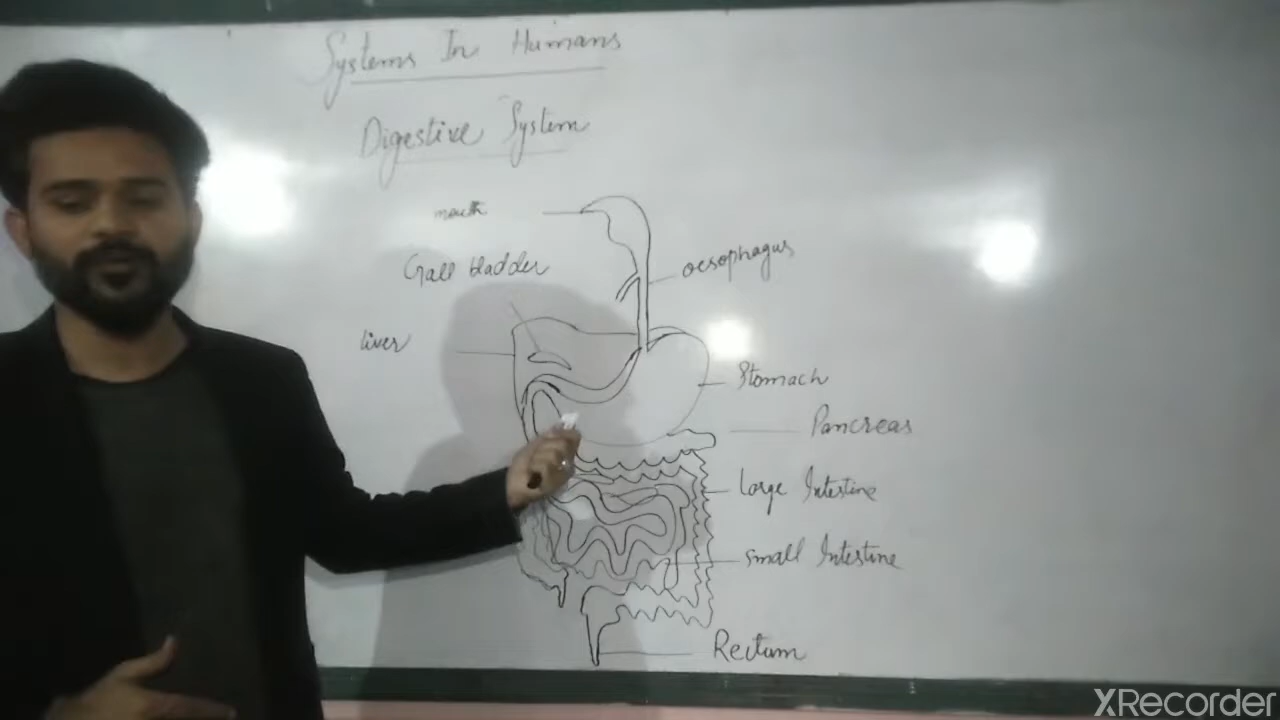 Systems In Humans
Digestive System
mouth
Gall bladder
oesophagus
liver
Stomach
Pancreas
Large Intestine
small Intestine
Rectum
XRecorder